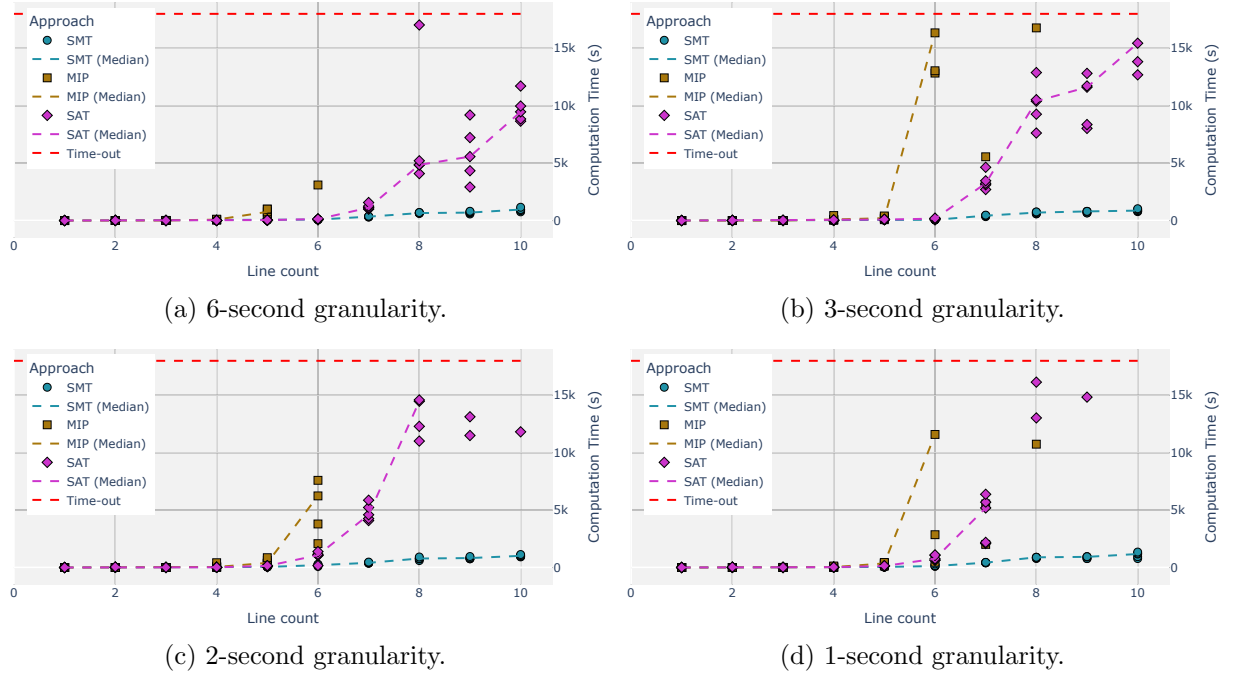 Approach
SMT
SMT (Median)
MIP
MIP (Median)
SAT
SAT (Median)
Time-out
15k
10k
5k
0
Computation Time (s)
0 2 4 6 8 10
Line count
(a) 6-second granularity.
Approach
SMT
SMT (Median)
MIP
MIP (Median)
SAT
SAT (Median)
Time-out
15k
10k
5k
0
Computation Time (s)
0 2 4 6 8 10
Line count
(b) 3-second granularity.
Approach
SMT
SMT (Median)
MIP
MIP (Median)
SAT
SAT (Median)
Time-out
15k
10k
5k
0
Computation Time (s)
0 2 4 6 8 10
Line count
(c) 2-second granularity.
Approach
SMT
SMT (Median)
MIP
MIP (Median)
SAT
SAT (Median)
Time-out
15k
10k
5k
0
Computation Time (s)
0 2 4 6 8 10
Line count
(d) 1-second granularity.